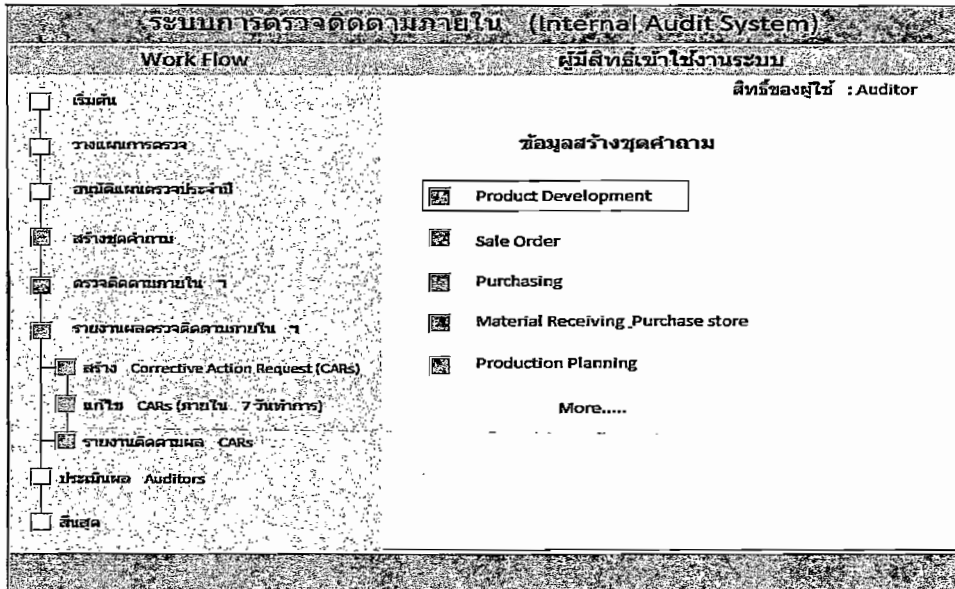 ระบบการตรวจติดตามภายใน (Internal Audit System)
Work Flow
ผู้มีสิทธิ์เข้าใช้งานระบบ
เริ่มต้น
วางแผนการตรวจ
อนุมัติแผนตรวจประจำปี
สร้างชุดคำถาม
ตรวจติดตามภายใน ฯ
รายงานผลตรวจติดตามภายใน ฯ
สร้าง Corrective Action Request (CARs)
แก้ไข CARs (ภายใน 7 วันทำการ)
รายงานติดตามผล CARs
ประเมินผล Auditors
สิ้นสุด
สิทธิ์ของผู้ใช้ : Auditor
ข้อมูลสร้างชุดคำถาม
Product Development
Sale Order
Purchasing
Material Receiving_Purchase store
Production Planning
More.....